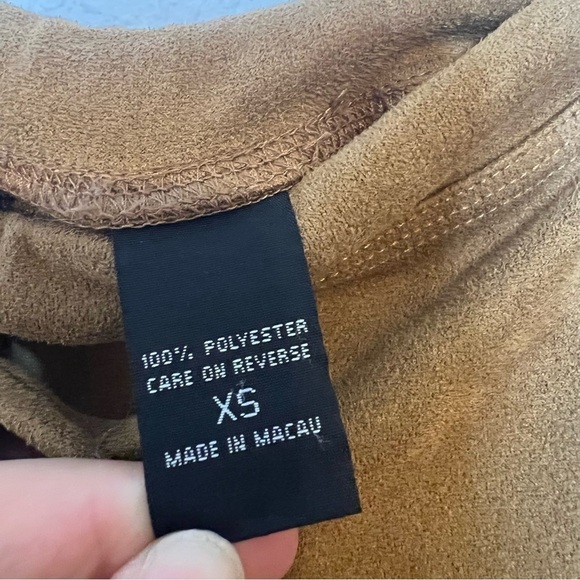 100% POLYESTER
CARE ON REVERSE
XS
MADE IN MACAU